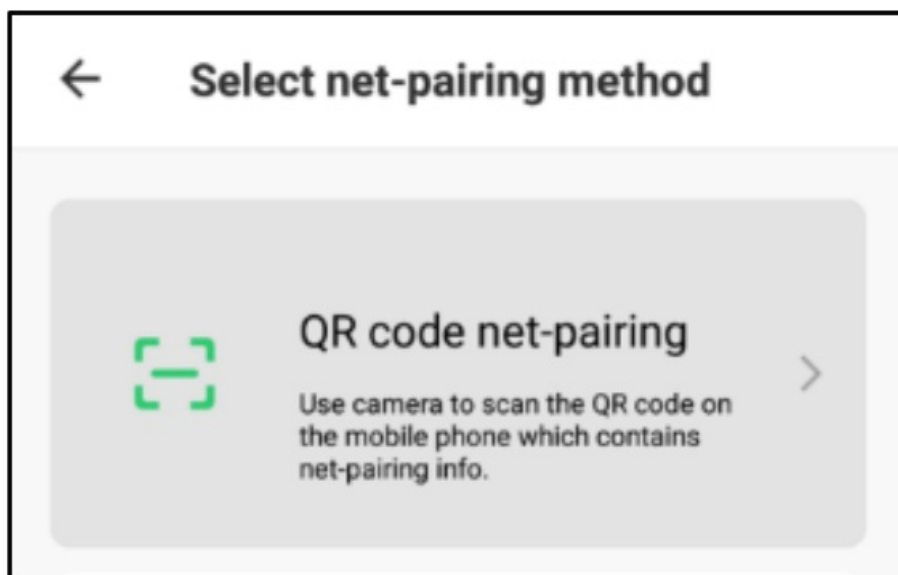 Select net-pairing method
QR code net-pairing
Use camera to scan the QR code on
the mobile phone which contains
net-pairing info.